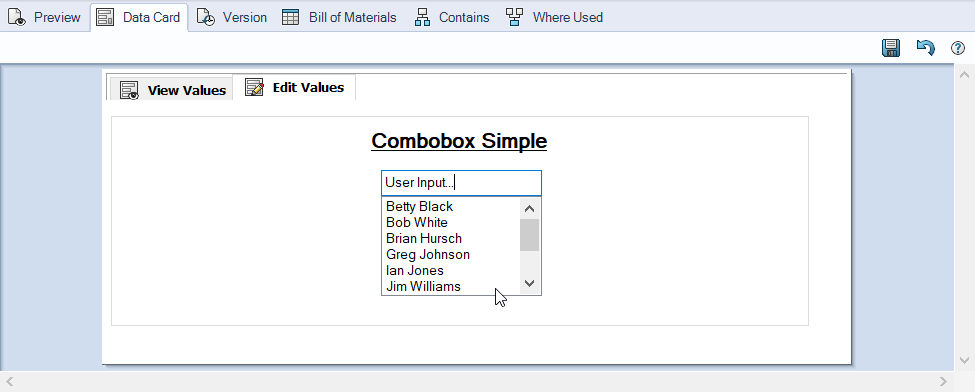 Preview Data Card Version Bill of Materials Contains Where Used
View Values Edit Values
Combobox Simple
User Input...
Betty Black
Bob White
Brian Hursch
Greg Johnson
Ian Jones
Jim Williams